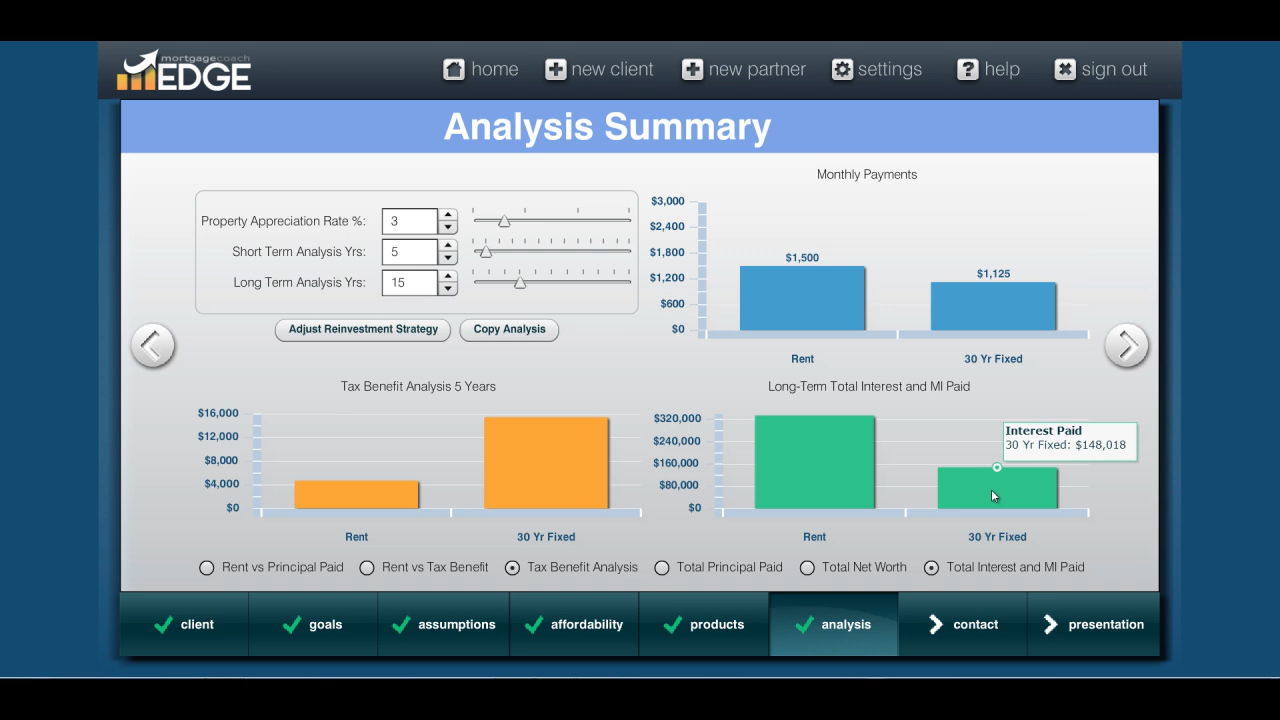 mortgagecoach
EDGE
home
new client
new partner
settings
help
sign out
Analysis Summary
Property Appreciation Rate %: 3
Short Term Analysis Yrs: 5
Long Term Analysis Yrs: 15
Adjust Reinvestment Strategy
Copy Analysis
Monthly Payments
$3,000
$2,400
$1,800
$1,200
$600
$0
$1,500
$1,125
Rent
30 Yr Fixed
Tax Benefit Analysis 5 Years
$16,000
$12,000
$8,000
$4,000
$0
Rent
30 Yr Fixed
Long-Term Total Interest and MI Paid
$320,000
$240,000
$160,000
$80,000
$0
Interest Paid
30 Yr Fixed: $148,018
Rent
30 Yr Fixed
Rent vs Principal Paid
Rent vs Tax Benefit
Tax Benefit Analysis
Total Principal Paid
Total Net Worth
Total Interest and MI Paid
client
goals
assumptions
affordability
products
analysis
contact
presentation